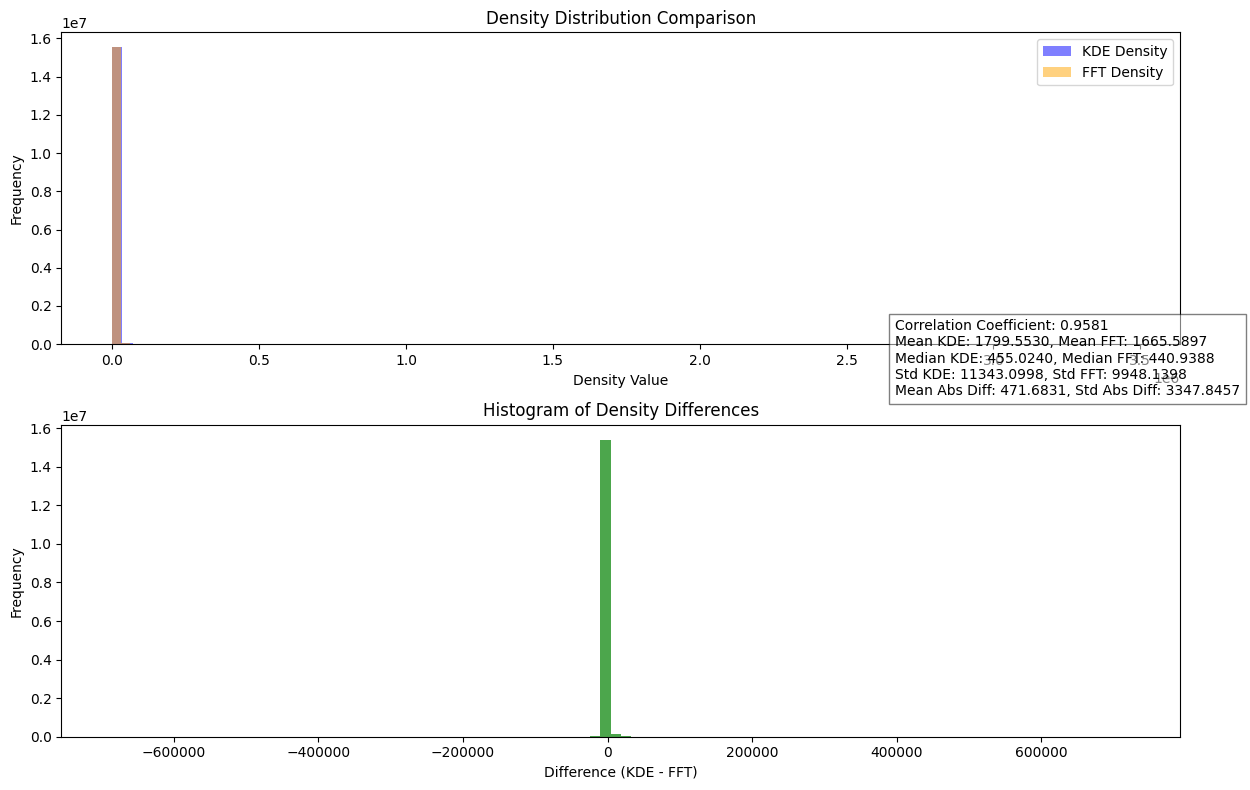 Density Distribution Comparison
1e7
1.6
1.4
1.2
1.0
0.8
0.6
0.4
0.2
0.0
Frequency
KDE Density
FFT Density
0.0 0.5 1.0 1.5 2.0 2.5 3.0 3.5
1e6
Density Value
Correlation Coefficient: 0.9581
Mean KDE: 1799.5530, Mean FFT: 1665.5897
Median KDE: 455.0240, Median FFT: 440.9388
Std KDE: 11343.0998, Std FFT: 9948.1398
Mean Abs Diff: 471.6831, Std Abs Diff: 3347.8457
Histogram of Density Differences
1e7
1.6
1.4
1.2
1.0
0.8
0.6
0.4
0.2
0.0
Frequency
−600000 −400000 −200000 0 200000 400000 600000
Difference (KDE - FFT)